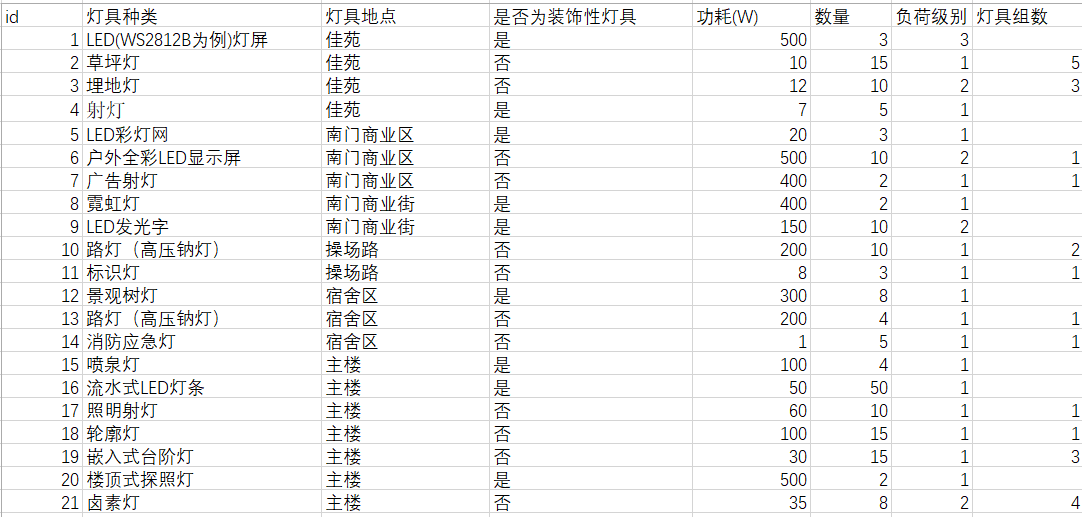 id 灯具种类 灯具地点 是否为装饰性灯具 功耗(W) 数量 负荷级别 灯具组数
1 LED(WS2812B为例)灯屏 佳苑 是 500 3 3
2 草坪灯 佳苑 否 10 15 1 5
3 埋地灯 佳苑 否 12 10 2 3
4 射灯 佳苑 是 7 5 1
5 LED彩灯网 南门商业区 是 20 3 1
6 户外全彩LED显示屏 南门商业区 否 500 10 2 1
7 广告射灯 南门商业区 否 400 2 1 1
8 霓虹灯 南门商业街 是 400 2 1
9 LED发光字 南门商业街 是 150 10 2
10 路灯（高压钠灯） 操场路 否 200 10 1 2
11 标识灯 操场路 否 8 3 1 1
12 景观树灯 宿舍区 是 300 8 1
13 路灯（高压钠灯） 宿舍区 否 200 4 1 1
14 消防应急灯 宿舍区 否 1 5 1 1
15 喷泉灯 主楼 是 100 4 1
16 流水式LED灯条 主楼 是 50 50 1
17 照明射灯 主楼 否 60 10 1 1
18 轮廓灯 主楼 否 100 15 1 1
19 嵌入式台阶灯 主楼 否 30 15 1 3
20 楼顶式探照灯 主楼 是 500 2 1
21 卤素灯 主楼 否 35 8 2 4